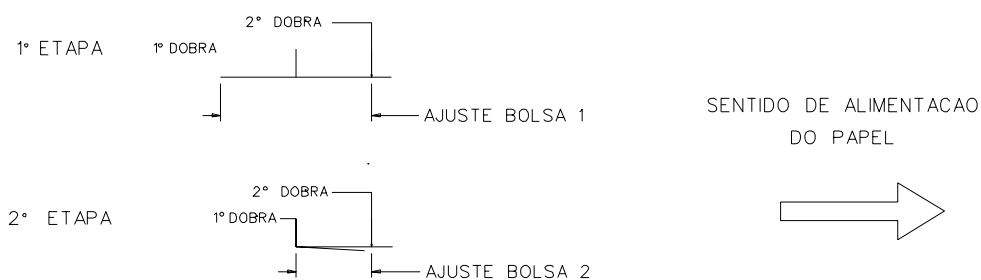 2° DOBRA
1° ETAPA
1° DOBRA
AJUSTE BOLSA 1
SENTIDO DE ALIMENTACAO
DO PAPEL
2° DOBRA
2° ETAPA
1° DOBRA
AJUSTE BOLSA 2